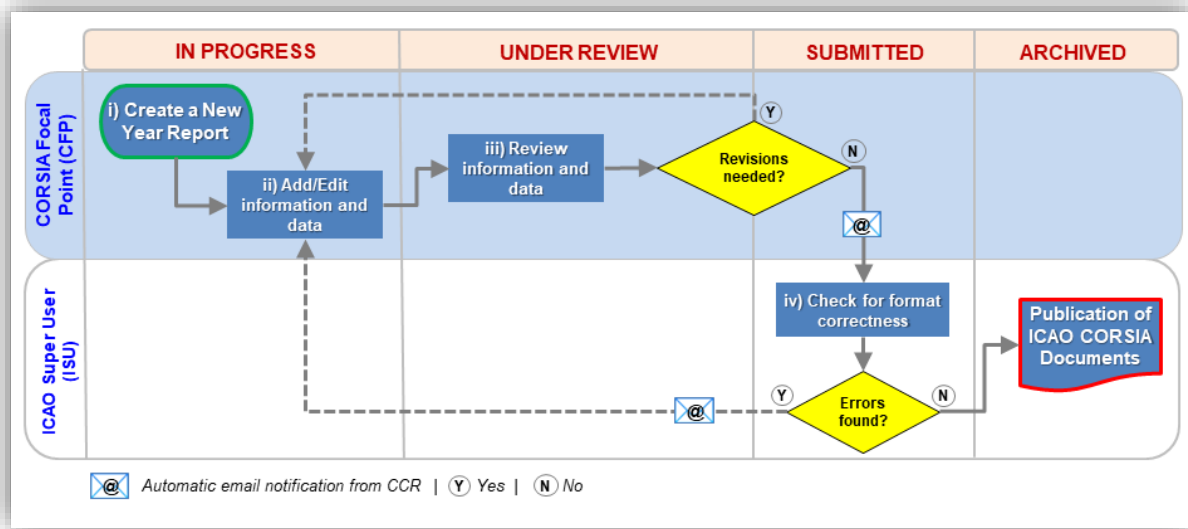 IN PROGRESS
UNDER REVIEW
SUBMITTED
ARCHIVED
CORSIA Focal
Point (CFP)
i) Create a New
Year Report
ii) Add/Edit
information and
data
iii) Review
information and
data
Revisions
needed?
Y
N
@
ICAO Super User
(ISU)
iv) Check for format
correctness
Errors
found?
Y
N
@
Publication of
ICAO CORSIA
Documents
@ Automatic email notification from CCR | Y Yes | N No